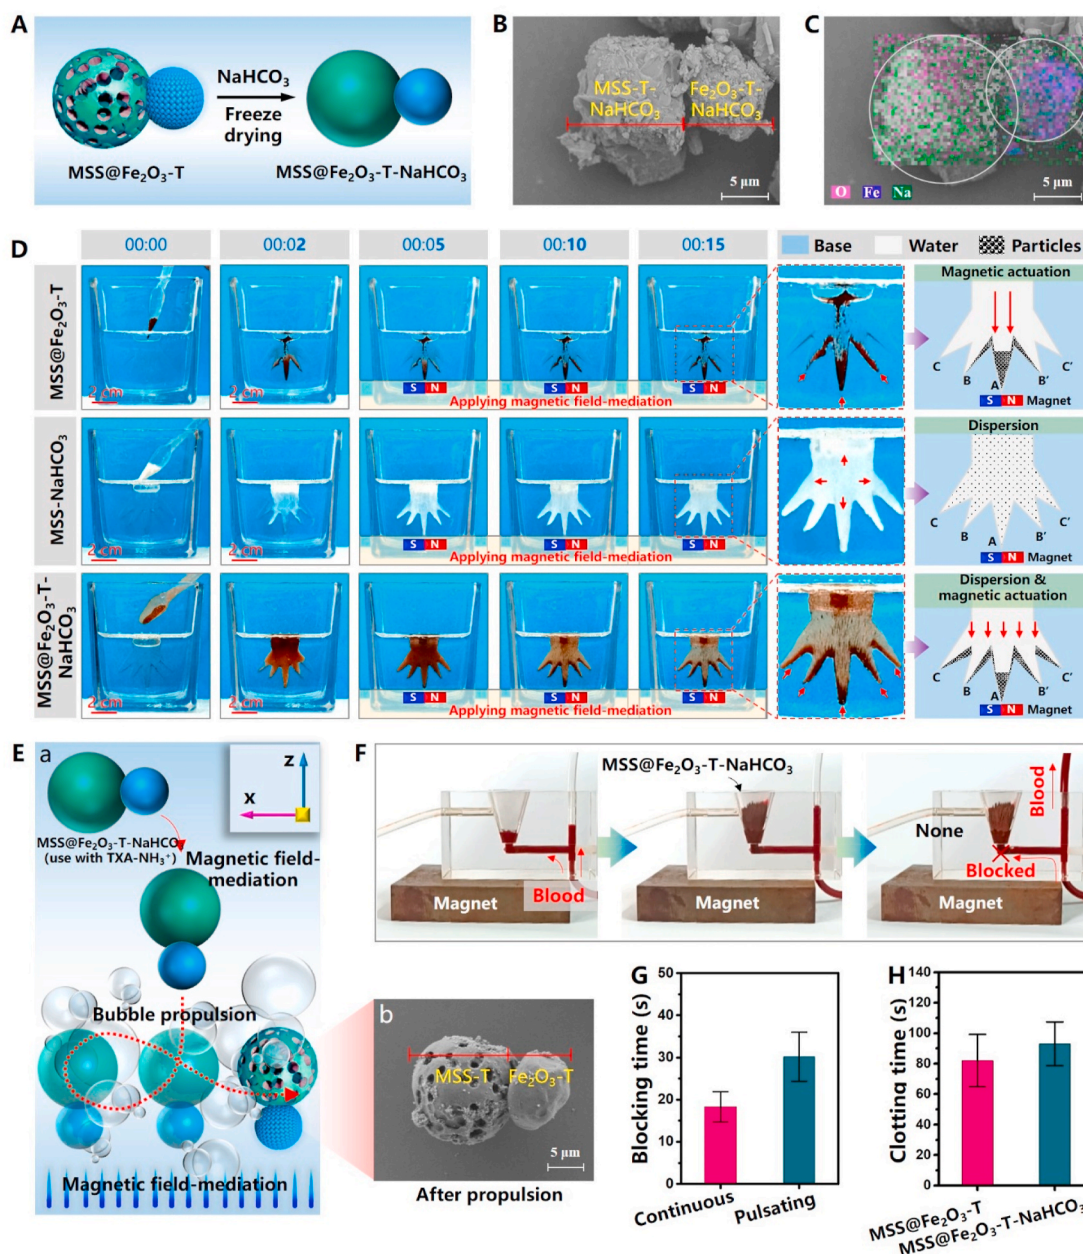 A
NaHCO₃
Freeze
drying
MSS@Fe₂O₃-T
MSS@Fe₂O₃-T-NaHCO₃
B
MSS-T-
NaHCO₃
Fe₂O₃-T-
NaHCO₃
5 μm
C
O Fe Na
5 μm
D
00:00 00:02 00:05 00:10 00:15
Base Water Particles
MSS@Fe₂O₃-T
2 cm
2 cm
S N
S N
S N
Applying magnetic field-mediation
Magnetic actuation
C B A B' C'
S N Magnet
MSS-NaHCO₃
2 cm
2 cm
S N
S N
S N
Applying magnetic field-mediation
Dispersion
C B A B' C'
S N Magnet
MSS@Fe₂O₃-T-
NaHCO₃
2 cm
2 cm
S N
S N
S N
Applying magnetic field-mediation
Dispersion &
magnetic actuation
C B A B' C'
S N Magnet
E
a
z
x
MSS@Fe₂O₃-T-NaHCO
(use with TXA-NH₃⁺)
Magnetic field-
mediation
Bubble propulsion
Magnetic field-mediation
b
MSS-T
Fe₂O₃-T
5 μm
After propulsion
F
MSS@Fe₂O₃-T-NaHCO₃
Magnet
Blood
Magnet
None
Blood
Blocked
Magnet
G
Blocking time (s)
50
40
30
20
10
0
Continuous
Pulsating
H
Clotting time (s)
140
120
100
80
60
40
20
0
MSS@Fe₂O₃-T
MSS@Fe₂O₃-T-NaHCO₃